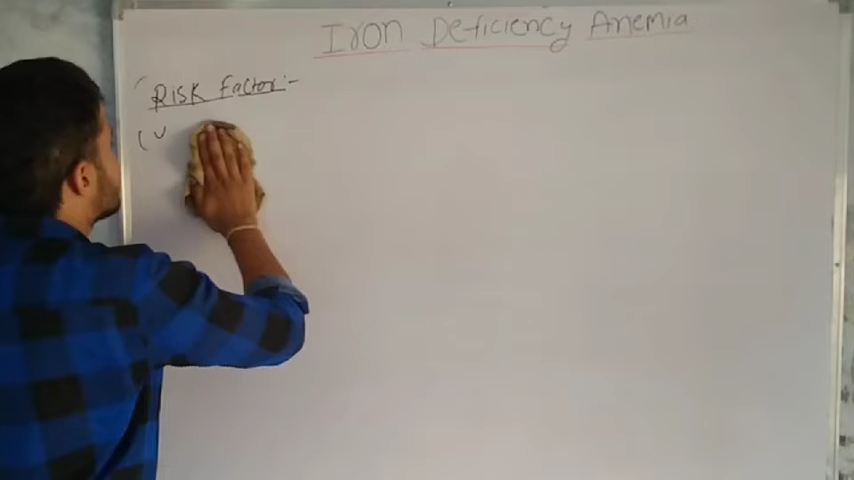 Iron Deficiency Anemia
Risk Factor :-